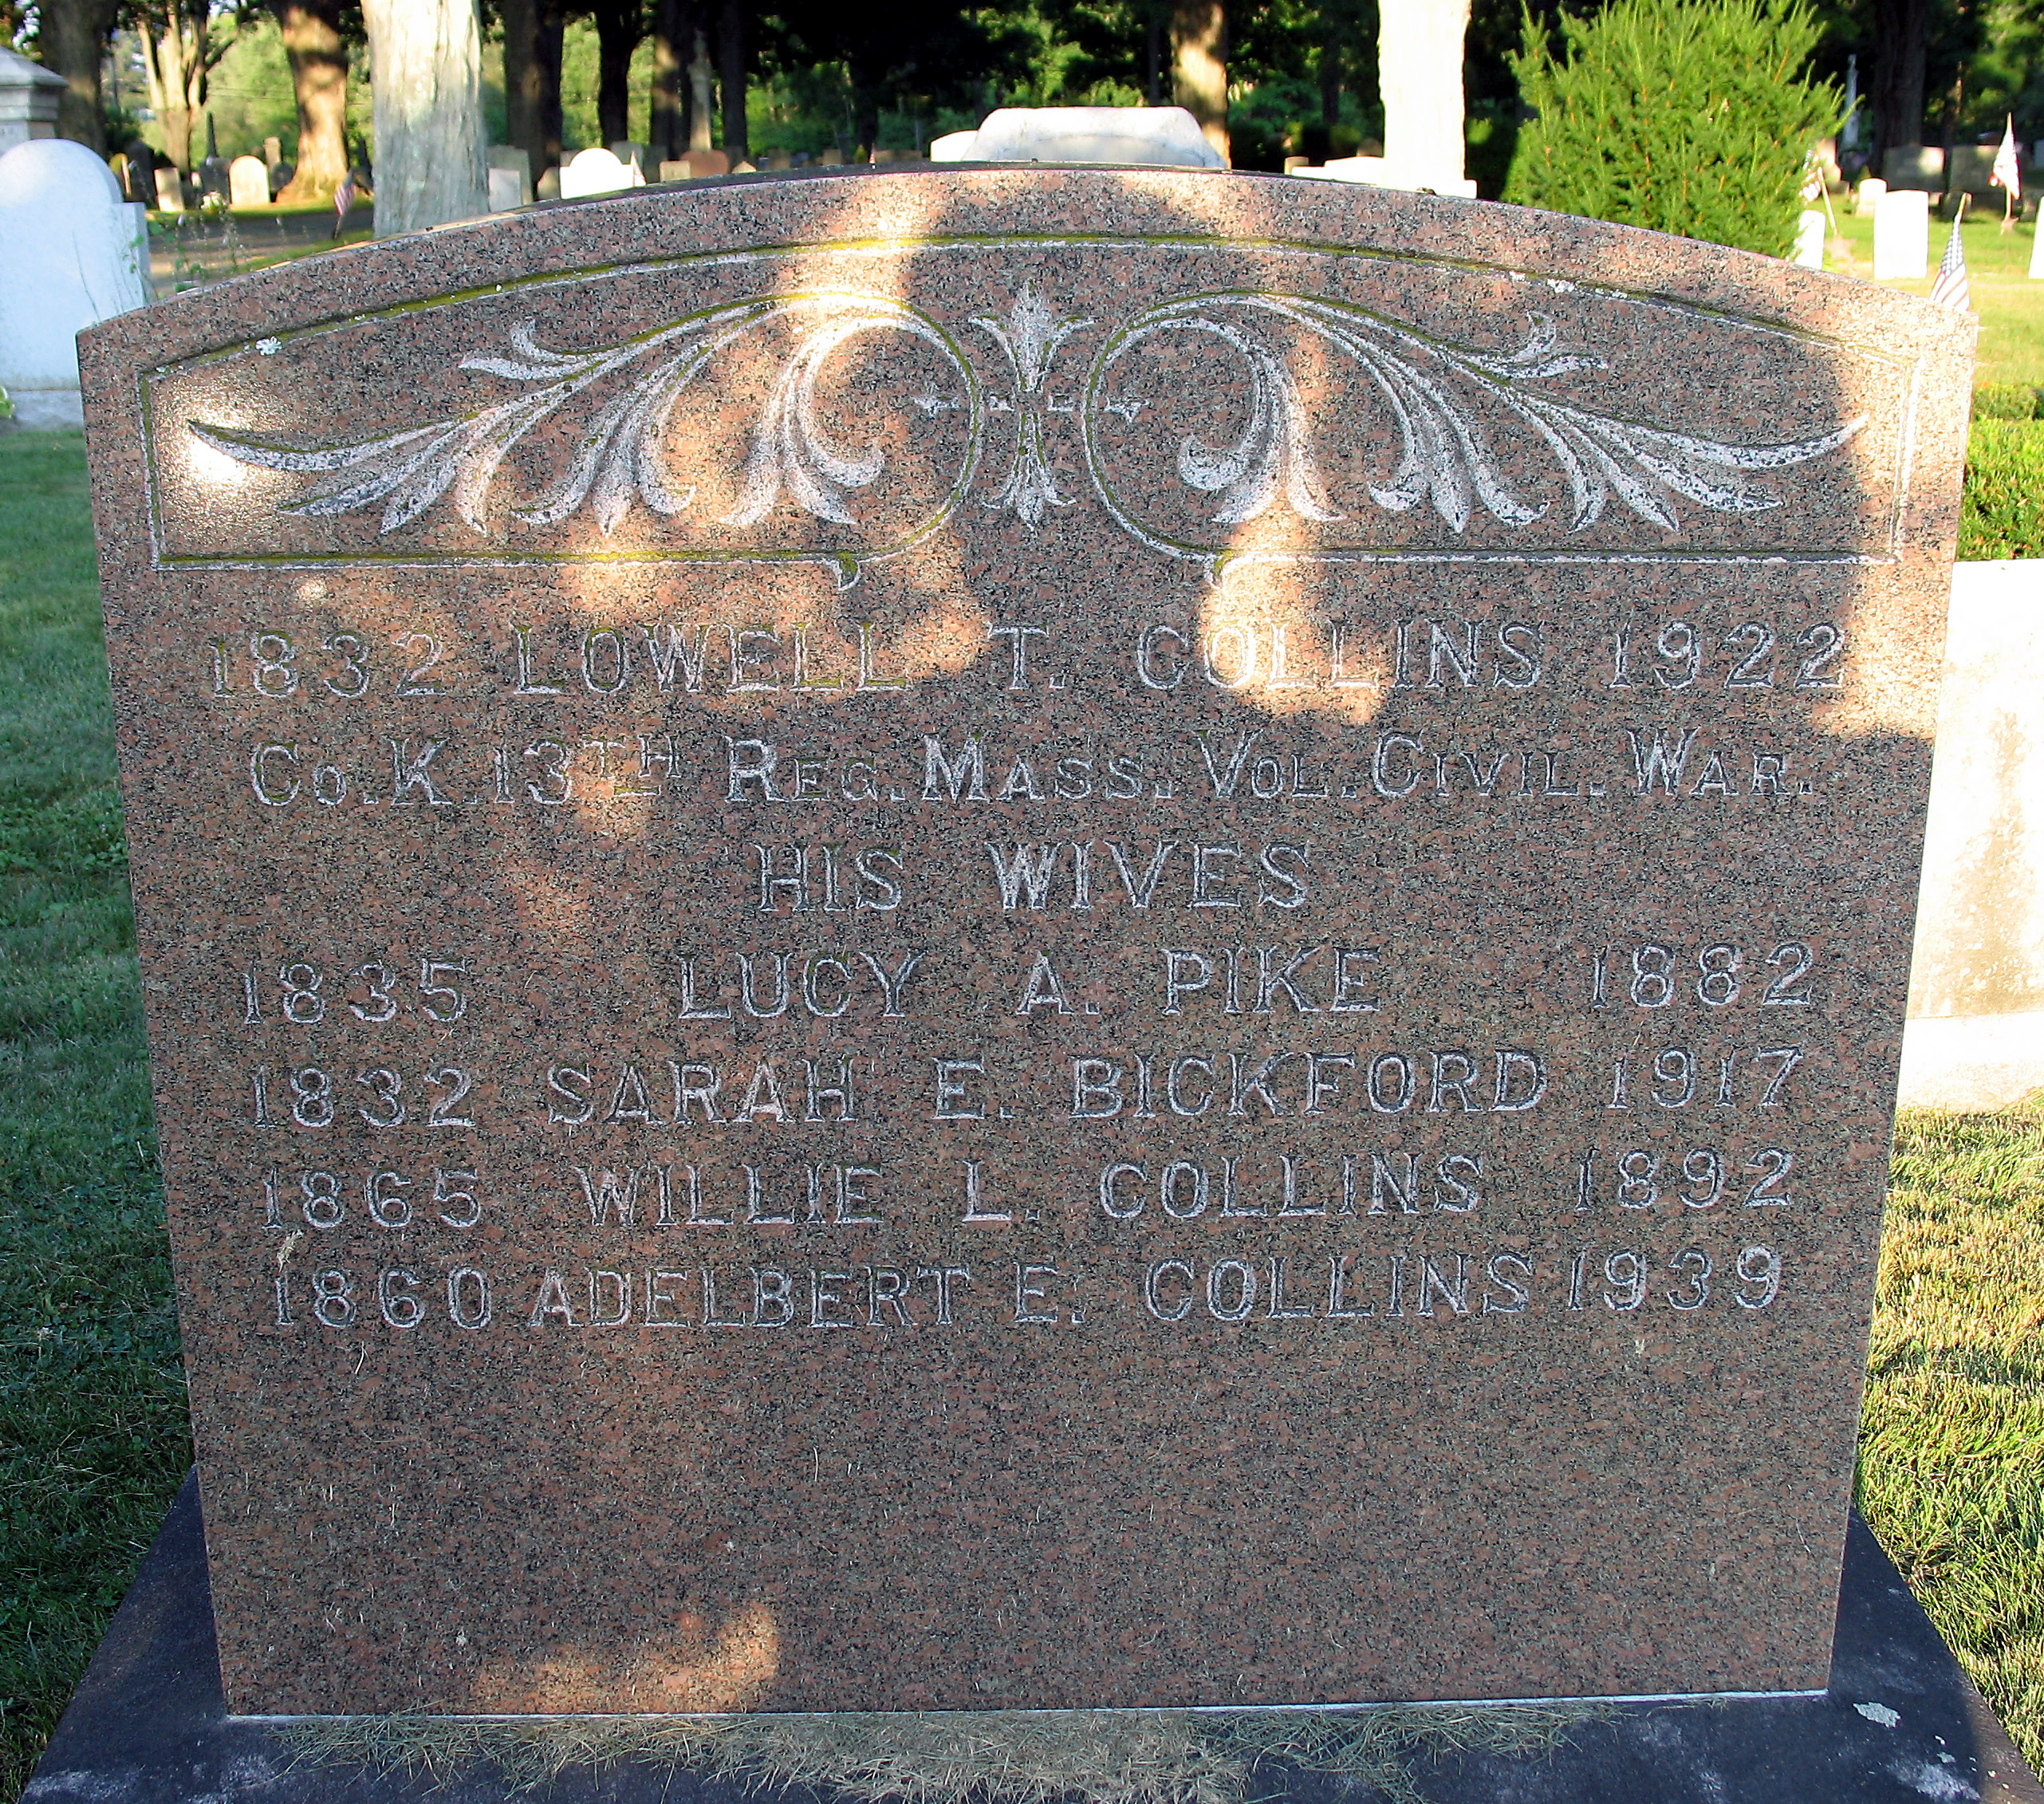 1832 LOWELL T. COLLINS 1922
Co. K. 13TH REG. MASS. VOL. CIVIL. WAR.
HIS WIVES
1835 LUCY A. PIKE 1882
1832 SARAH E. BICKFORD 1917
1865 WILLIE L. COLLINS 1892
1860 ADELBERT E. COLLINS 1939